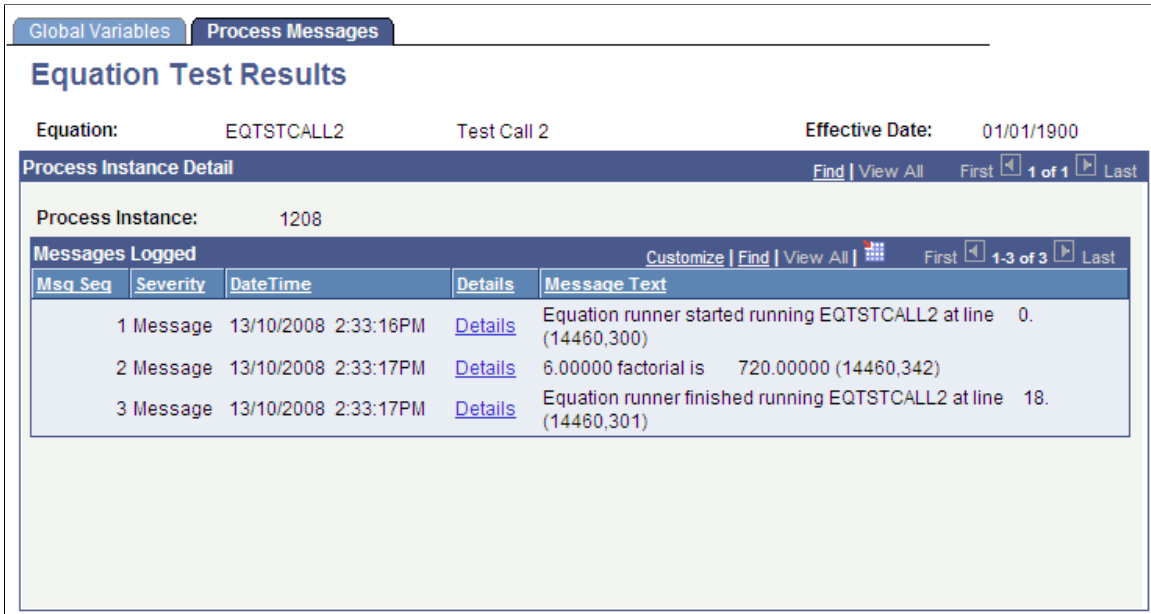 Global Variables Process Messages
Equation Test Results
Equation: EQTSTCALL2 Test Call 2 Effective Date: 01/01/1900
Process Instance Detail Find | View All First 1 of 1 Last
Process Instance: 1208
Messages Logged Customize | Find | View All | First 1-3 of 3 Last
Msg Seq Severity DateTime Details Message Text
1 Message 13/10/2008 2:33:16PM Details Equation runner started running EQTSTCALL2 at line 0.
(14460,300)
2 Message 13/10/2008 2:33:17PM Details 6.00000 factorial is 720.00000 (14460,342)
3 Message 13/10/2008 2:33:17PM Details Equation runner finished running EQTSTCALL2 at line 18.
(14460,301)